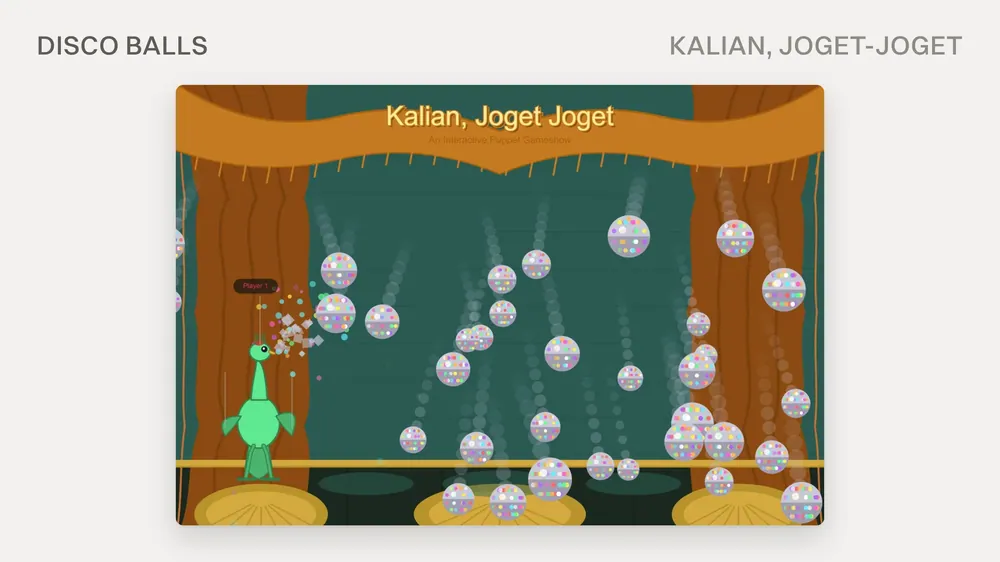 DISCO BALLS
KALIAN, JOGET-JOGET
Kalian, Joget Joget
An Interactive Puppet Gameshow
Player 1